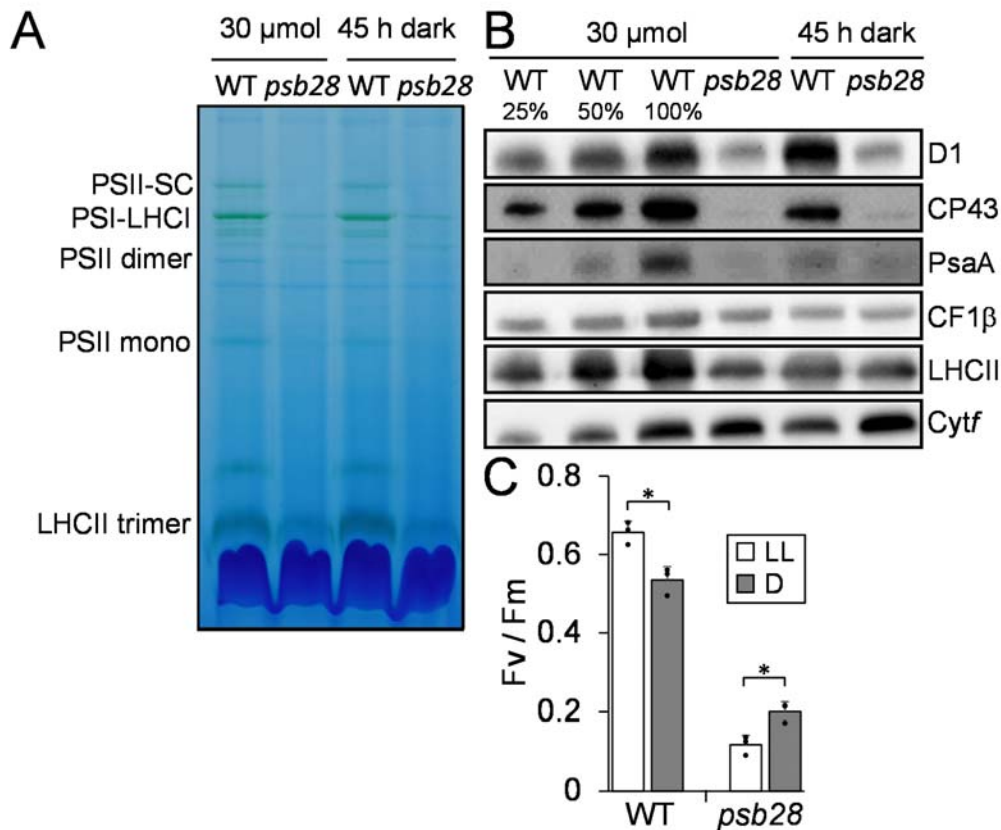 A
30 µmol 45 h dark
WT psb28 WT psb28
PSII-SC
PSI-LHCI
PSII dimer
PSII mono
LHCII trimer
B
30 µmol 45 h dark
WT WT WT psb28 WT psb28
25% 50% 100%
D1
CP43
PsaA
CF1β
LHCII
Cytf
C
0.8
0.6
0.4
0.2
0
Fv / Fm
* *
LL
D
WT psb28